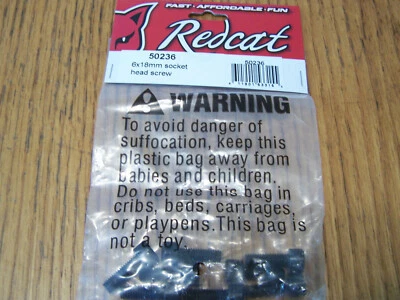 FAST · AFFORDABLE · FUN
Redcat
50236
6x18mm socket
head screw
50236
WARNING
To avoid danger of
suffocation, keep this
plastic bag away from
babies and children.
Do not use this bag in
cribs, beds, carriages,
or playpens. This bag is
not a toy.